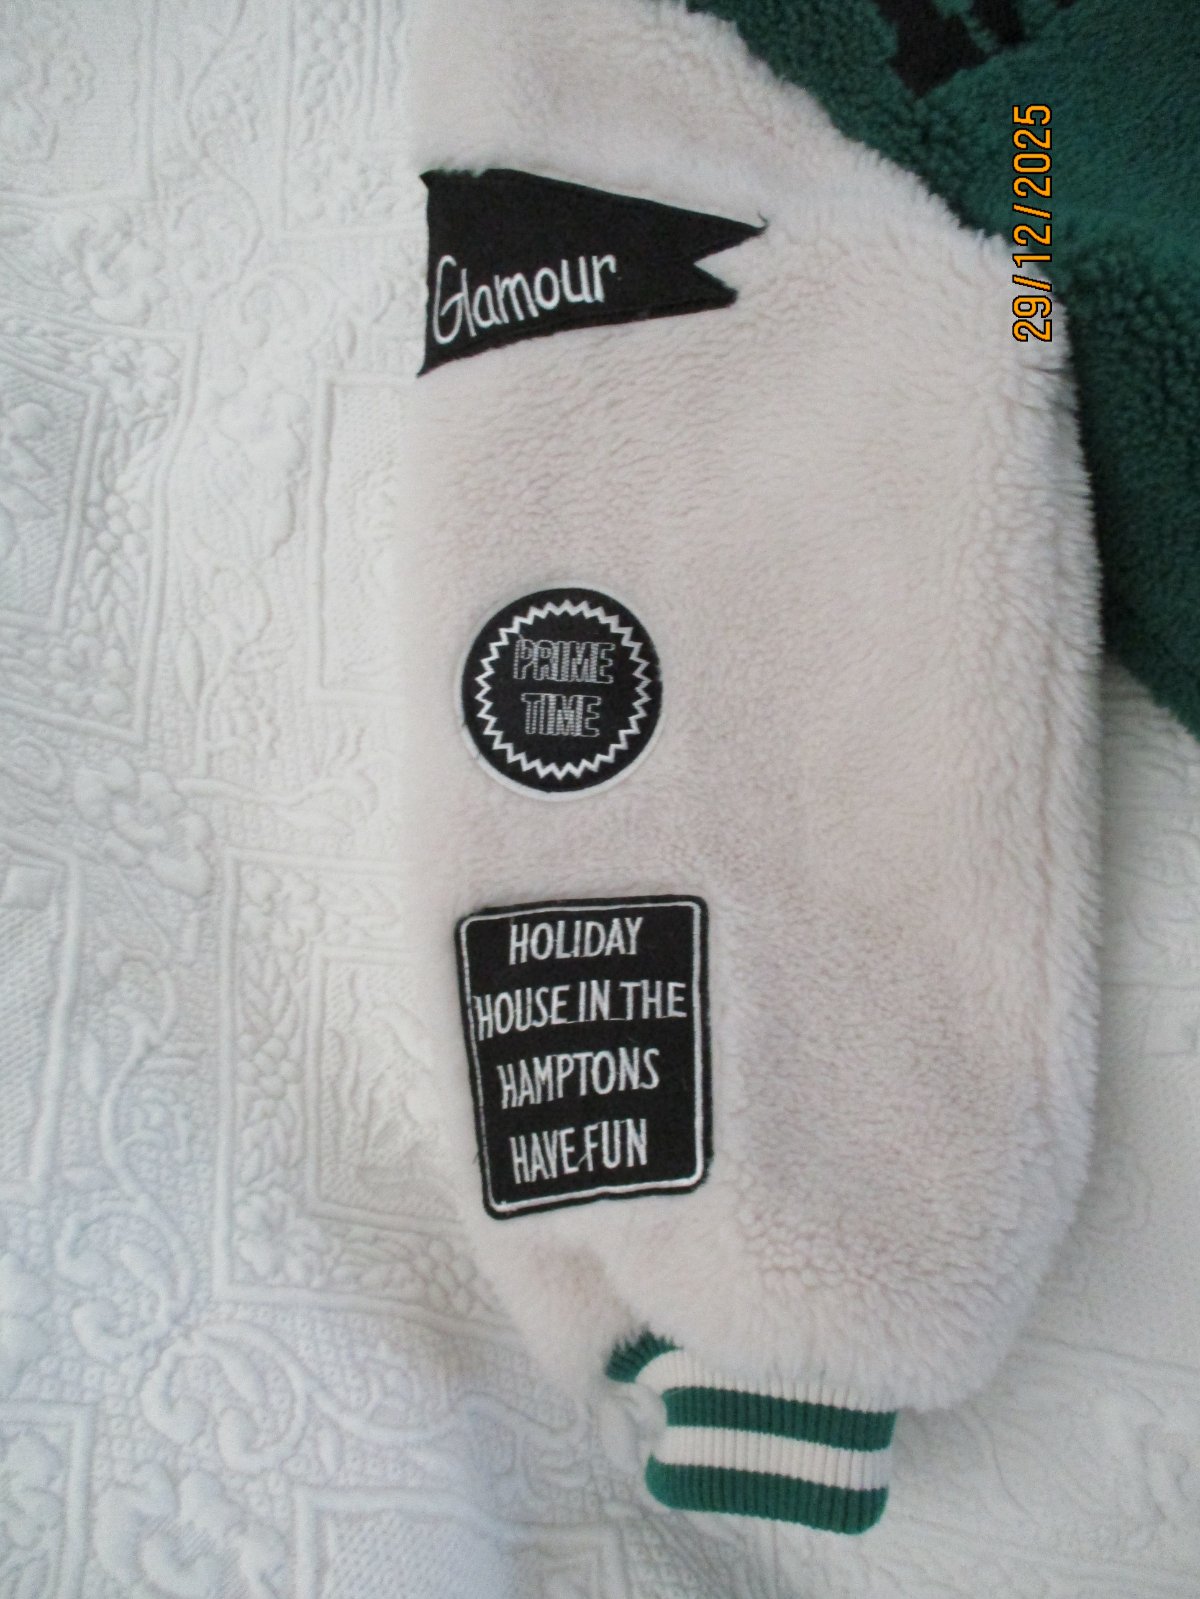 Glamour
PRIME
TIME
HOLIDAY
HOUSE IN THE
HAMPTONS
HAVE FUN
29/12/2025